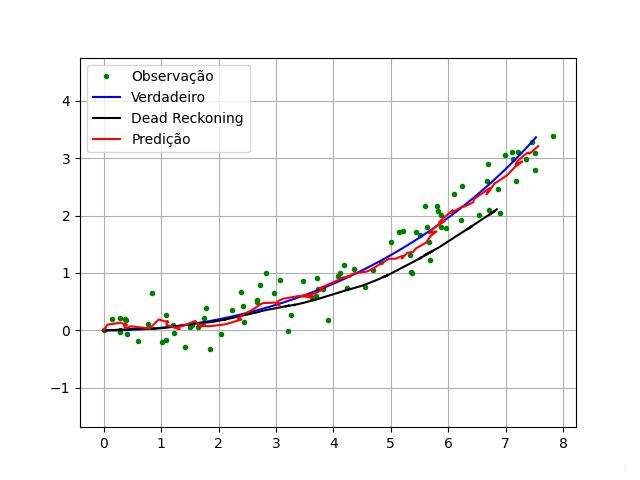 Observação
Verdadeiro
Dead Reckoning
Predição
4
3
2
1
0
−1
0 1 2 3 4 5 6 7 8